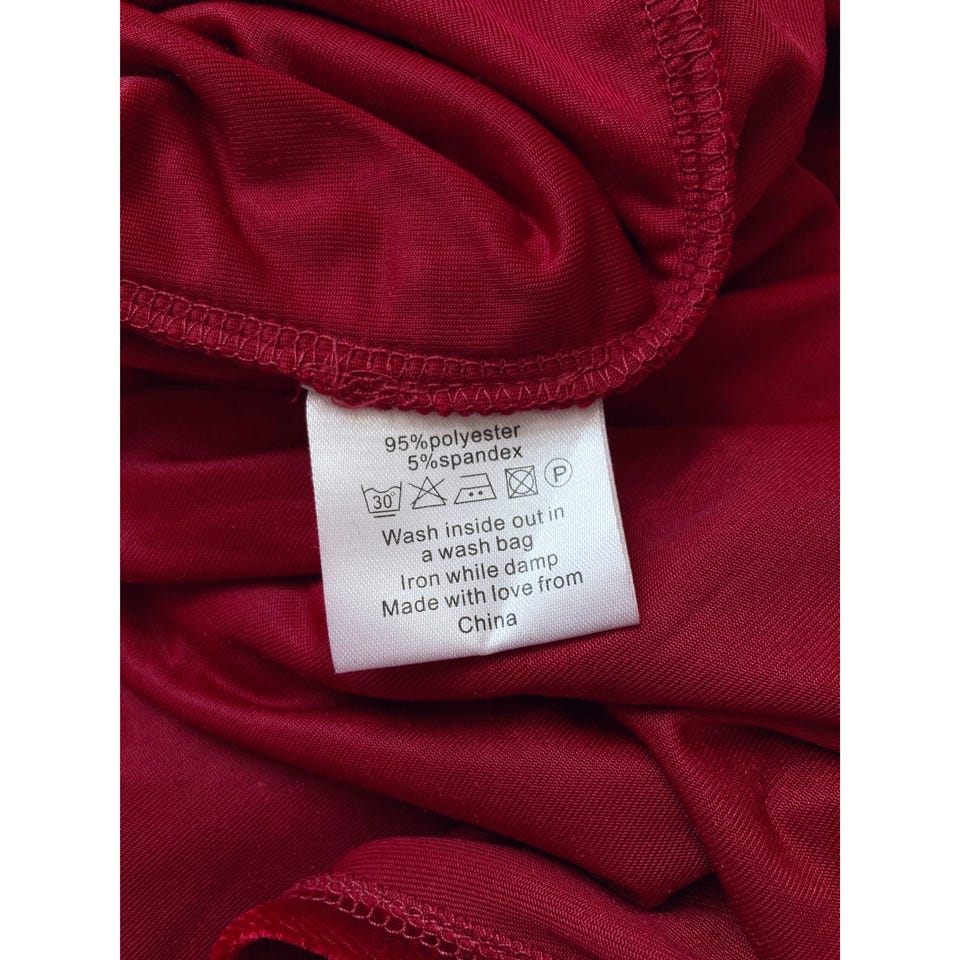 95%polyester
5%spandex
30° P
Wash inside out in
a wash bag
Iron while damp
Made with love from
China